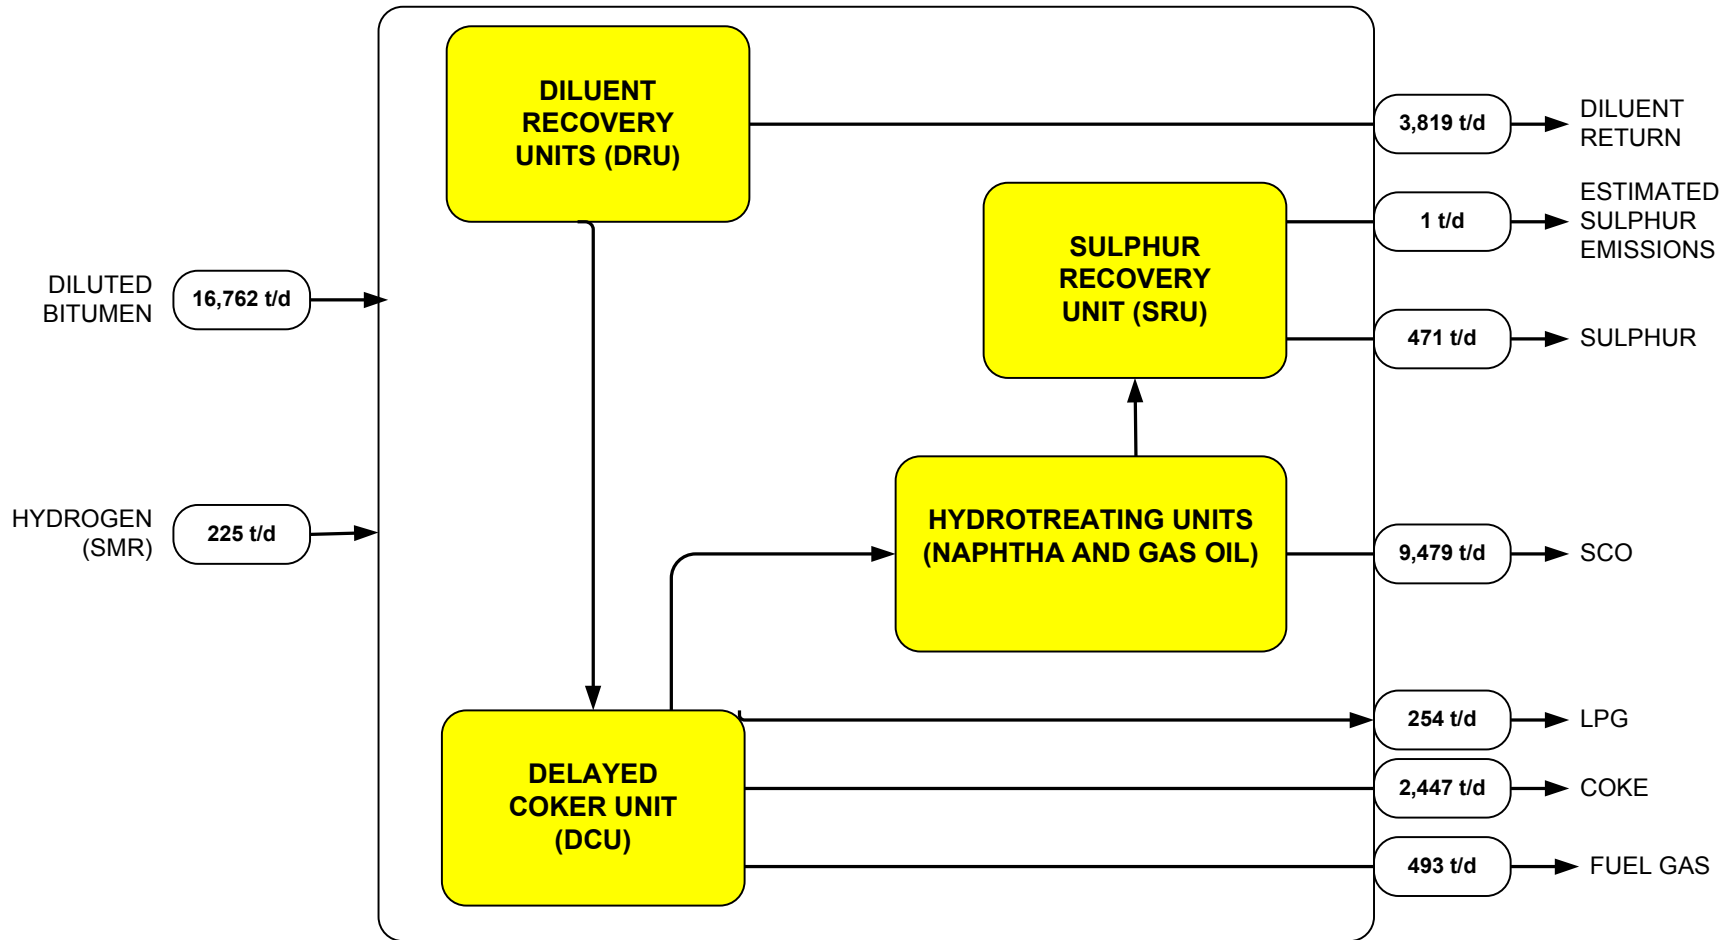 DILUENT
RECOVERY
UNITS (DRU)
3,819 t/d
DILUENT
RETURN
SULPHUR
RECOVERY
UNIT (SRU)
1 t/d
ESTIMATED
SULPHUR
EMISSIONS
DILUTED
BITUMEN
16,762 t/d
471 t/d
SULPHUR
HYDROGEN
(SMR)
225 t/d
HYDROTREATING UNITS
(NAPHTHA AND GAS OIL)
9,479 t/d
SCO
254 t/d
LPG
DELAYED
COKER UNIT
(DCU)
2,447 t/d
COKE
493 t/d
FUEL GAS